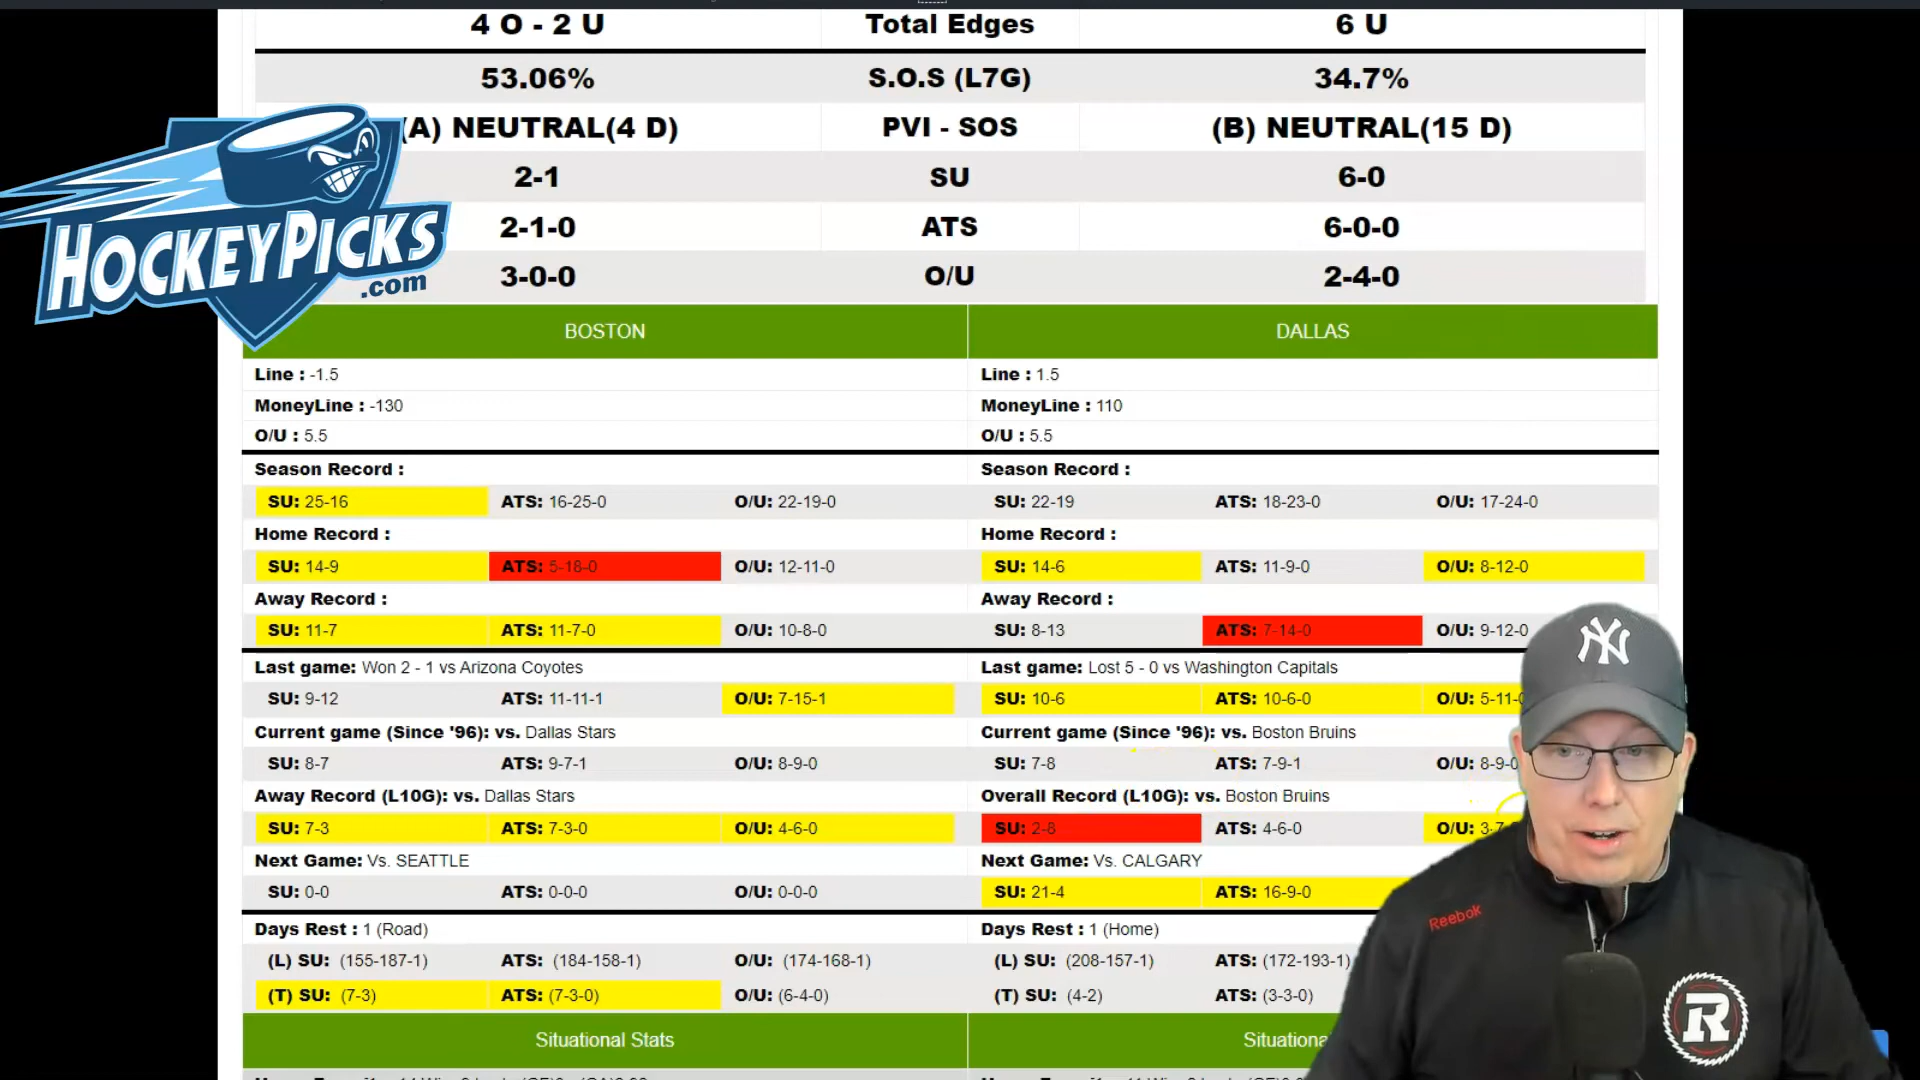 4 O - 2 U Total Edges 6 U
53.06% S.O.S (L7G) 34.7%
(A) NEUTRAL(4 D) PVI - SOS (B) NEUTRAL(15 D)
2-1 SU 6-0
2-1-0 ATS 6-0-0
3-0-0 O/U 2-4-0
HOCKEYPICKS
.com
BOSTON DALLAS
Line : -1.5 Line : 1.5
MoneyLine : -130 MoneyLine : 110
O/U : 5.5 O/U : 5.5
Season Record : Season Record :
SU: 25-16 ATS: 16-25-0 O/U: 22-19-0 SU: 22-19 ATS: 18-23-0 O/U: 17-24-0
Home Record : Home Record :
SU: 14-9 ATS: 5-18-0 O/U: 12-11-0 SU: 14-6 ATS: 11-9-0 O/U: 8-12-0
Away Record : Away Record :
SU: 11-7 ATS: 11-7-0 O/U: 10-8-0 SU: 8-13 ATS: 7-14-0 O/U: 9-12-0
Last game: Won 2 - 1 vs Arizona Coyotes Last game: Lost 5 - 0 vs Washington Capitals
SU: 9-12 ATS: 11-11-1 O/U: 7-15-1 SU: 10-6 ATS: 10-6-0 O/U: 5-11-0
Current game (Since '96): vs. Dallas Stars Current game (Since '96): vs. Boston Bruins
SU: 8-7 ATS: 9-7-1 O/U: 8-9-0 SU: 7-8 ATS: 7-9-1 O/U: 8-9-0
Away Record (L10G): vs. Dallas Stars Overall Record (L10G): vs. Boston Bruins
SU: 7-3 ATS: 7-3-0 O/U: 4-6-0 SU: 2-8 ATS: 4-6-0 O/U: 3-7
Next Game: Vs. SEATTLE Next Game: Vs. CALGARY
SU: 0-0 ATS: 0-0-0 O/U: 0-0-0 SU: 21-4 ATS: 16-9-0
Days Rest : 1 (Road) Days Rest : 1 (Home)
(L) SU: (155-187-1) ATS: (184-158-1) O/U: (174-168-1) (L) SU: (208-157-1) ATS: (172-193-1)
(T) SU: (7-3) ATS: (7-3-0) O/U: (6-4-0) (T) SU: (4-2) ATS: (3-3-0)
Situational Stats Situationa
NY
Reebok
R